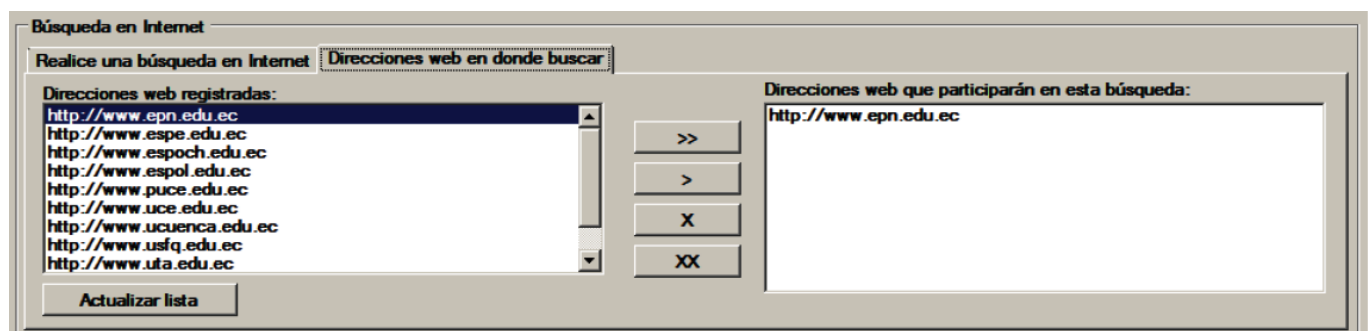 Búsqueda en Internet
Realice una búsqueda en Internet
Direcciones web en donde buscar
Direcciones web registradas:
http://www.epn.edu.ec
http://www.espe.edu.ec
http://www.espoch.edu.ec
http://www.espol.edu.ec
http://www.puce.edu.ec
http://www.uce.edu.ec
http://www.ucuenca.edu.ec
http://www.usfq.edu.ec
http://www.uta.edu.ec
Actualizar lista
>>
>
X
XX
Direcciones web que participarán en esta búsqueda:
http://www.epn.edu.ec